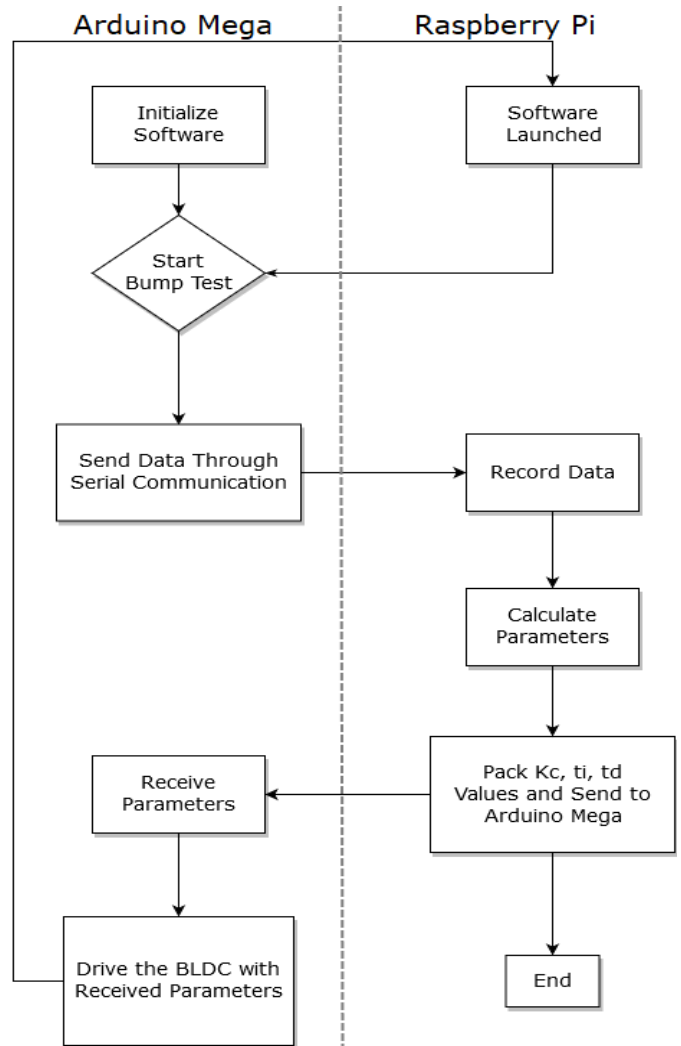 Arduino Mega
Raspberry Pi
Initialize
Software
Software
Launched
Start
Bump Test
Send Data Through
Serial Communication
Record Data
Calculate
Parameters
Pack Kc, ti, td
Values and Send to
Arduino Mega
Receive
Parameters
Drive the BLDC with
Received Parameters
End